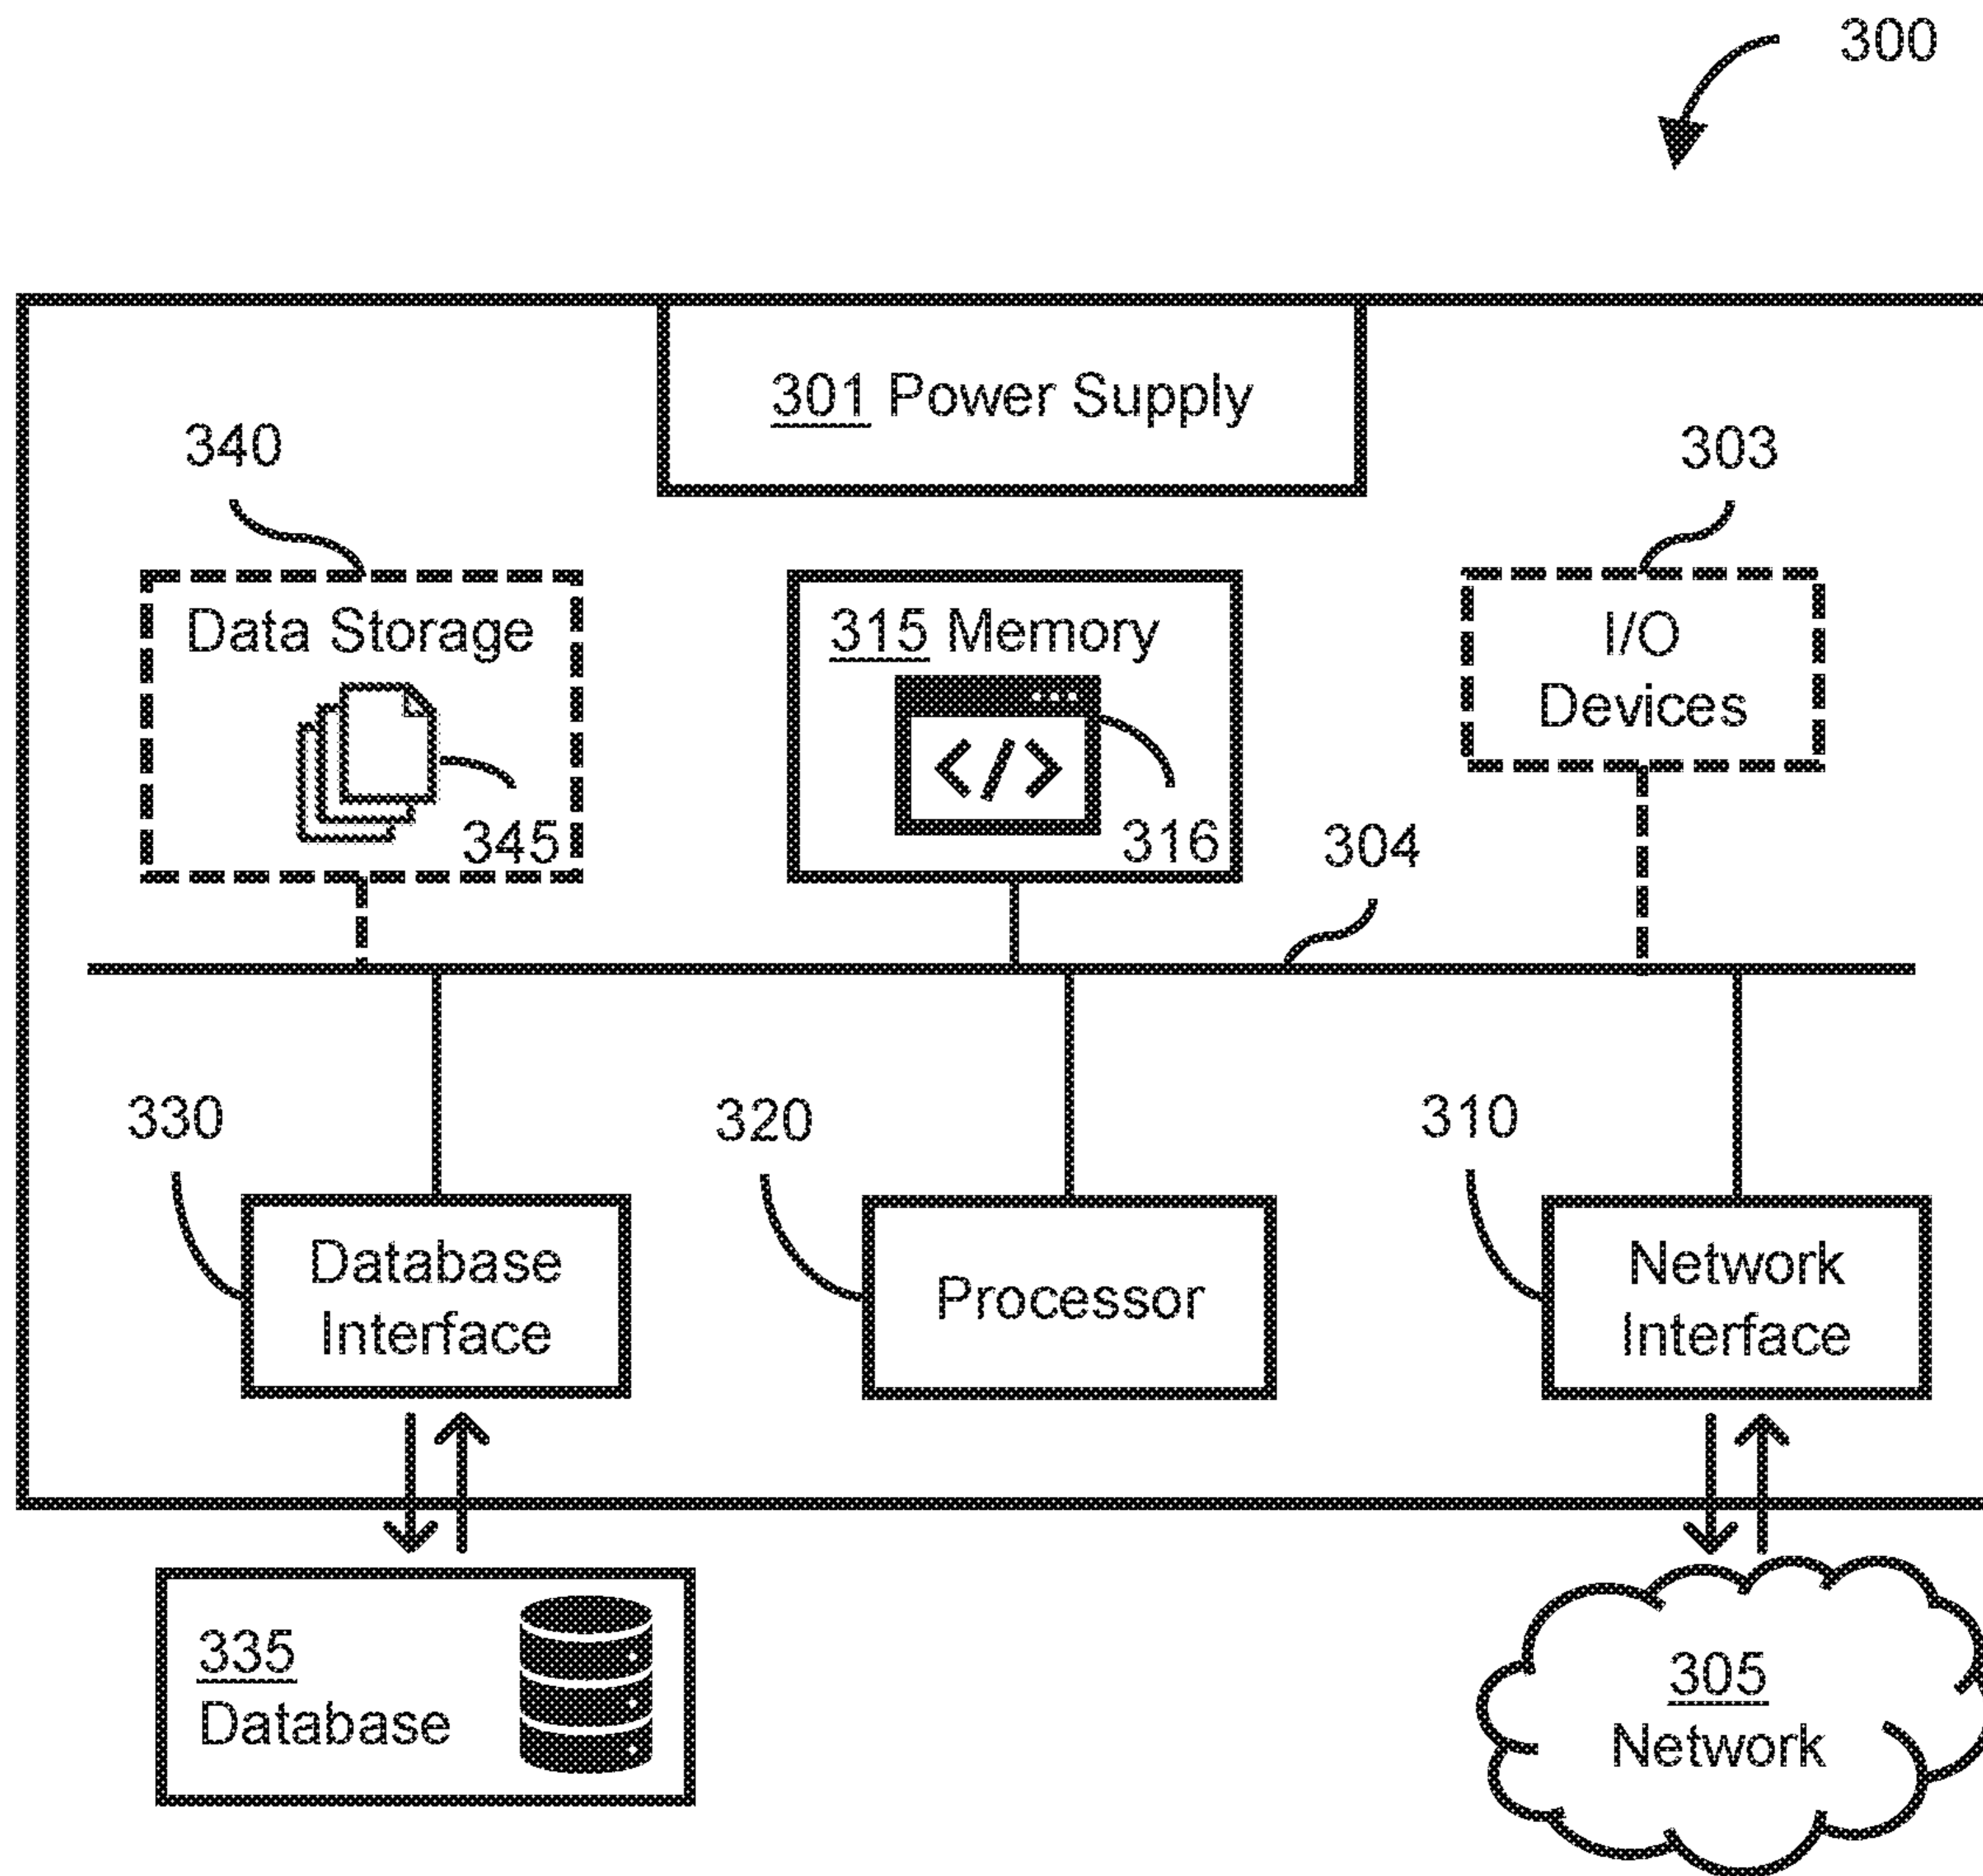 300
301 Power Supply
340
303
Data Storage
315 Memory
I/O
Devices
</>
345
316
304
330
320
310
Database
Interface
Processor
Network
Interface
335
Database
305
Network